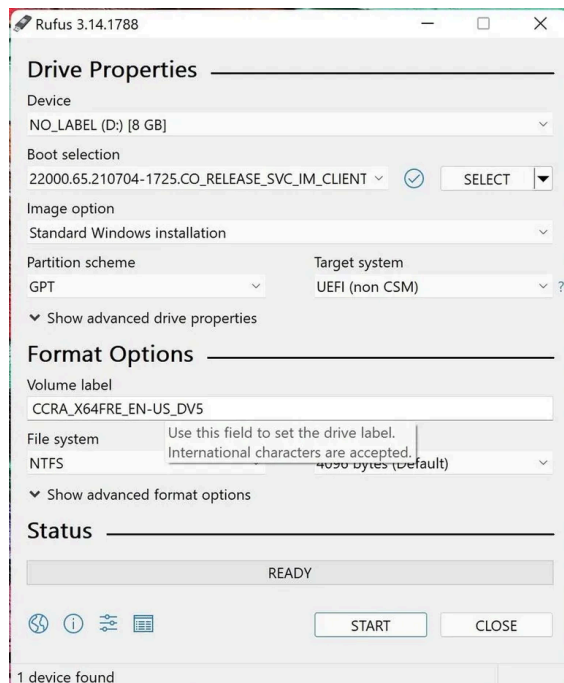 Rufus 3.14.1788
Drive Properties
Device
NO_LABEL (D:) [8 GB]
Boot selection
22000.65.210704-1725.CO_RELEASE_SVC_IM_CLIENT
SELECT
Image option
Standard Windows installation
Partition scheme
Target system
GPT
UEFI (non CSM)
?
Show advanced drive properties
Format Options
Volume label
CCRA_X64FRE_EN-US_DV5
Use this field to set the drive label.
International characters are accepted.
File system
NTFS
4096 bytes (Default)
Show advanced format options
Status
READY
START
CLOSE
1 device found